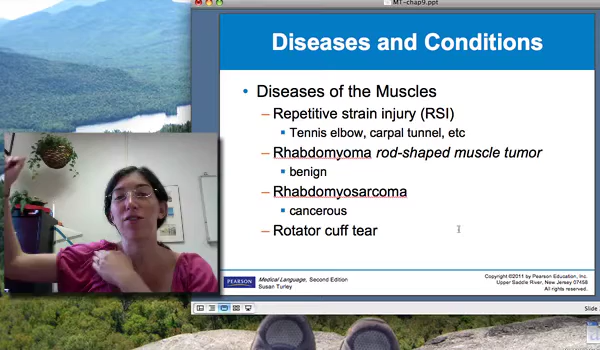 MT-chap9.ppt
Diseases and Conditions
• Diseases of the Muscles
– Repetitive strain injury (RSI)
Tennis elbow, carpal tunnel, etc
– Rhabdomyoma rod-shaped muscle tumor
benign
– Rhabdomyosarcoma
cancerous
– Rotator cuff tear
PEARSON
Medical Language, Second Edition
Susan Turley
Copyright ©2011 by Pearson Education, Inc.
Upper Saddle River, New Jersey 07458
All rights reserved.
Slide